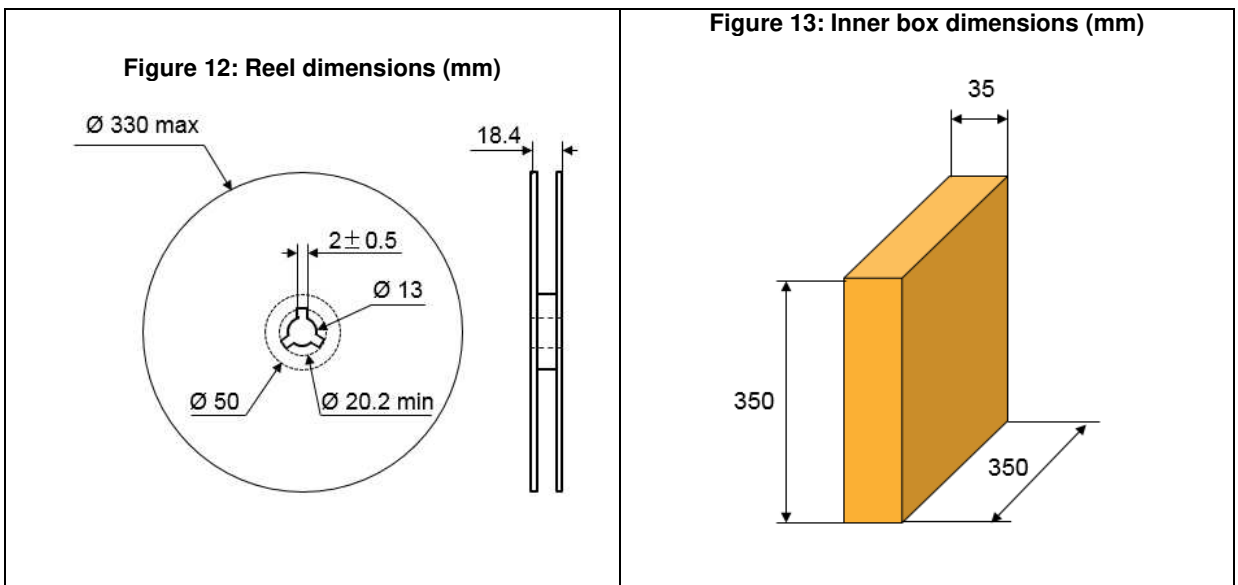 Figure 12: Reel dimensions (mm)
Ø 330 max
18.4
2±0.5
Ø 13
Ø 50
Ø 20.2 min
Figure 13: Inner box dimensions (mm)
35
350
350